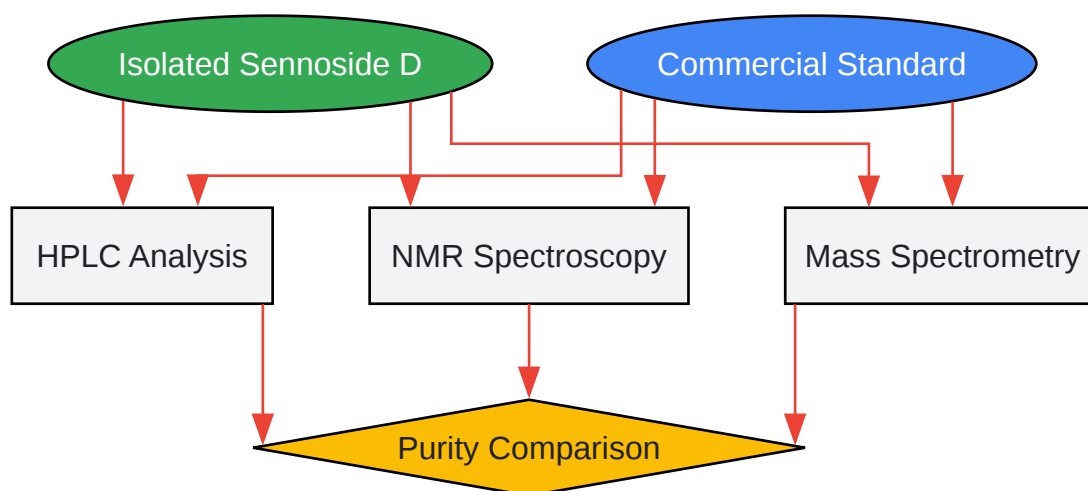 Isolated Sennoside D
Commercial Standard
HPLC Analysis
NMR Spectroscopy
Mass Spectrometry
Purity Comparison